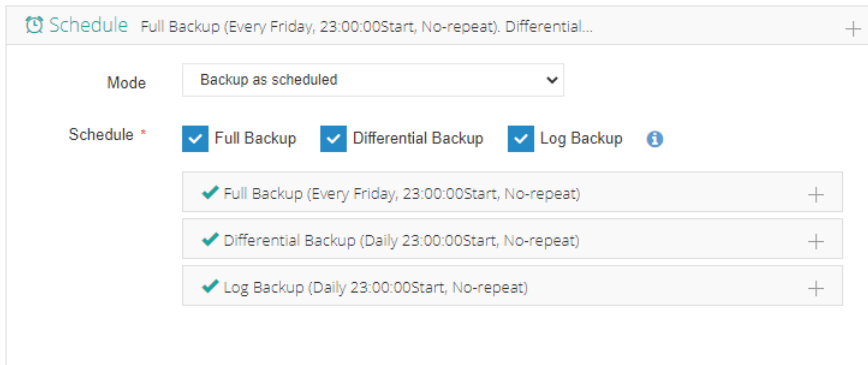 Schedule Full Backup (Every Friday, 23:00:00Start, No-repeat). Differential...
Mode Backup as scheduled
Schedule * Full Backup Differential Backup Log Backup
Full Backup (Every Friday, 23:00:00Start, No-repeat)
Differential Backup (Daily 23:00:00Start, No-repeat)
Log Backup (Daily 23:00:00Start, No-repeat)